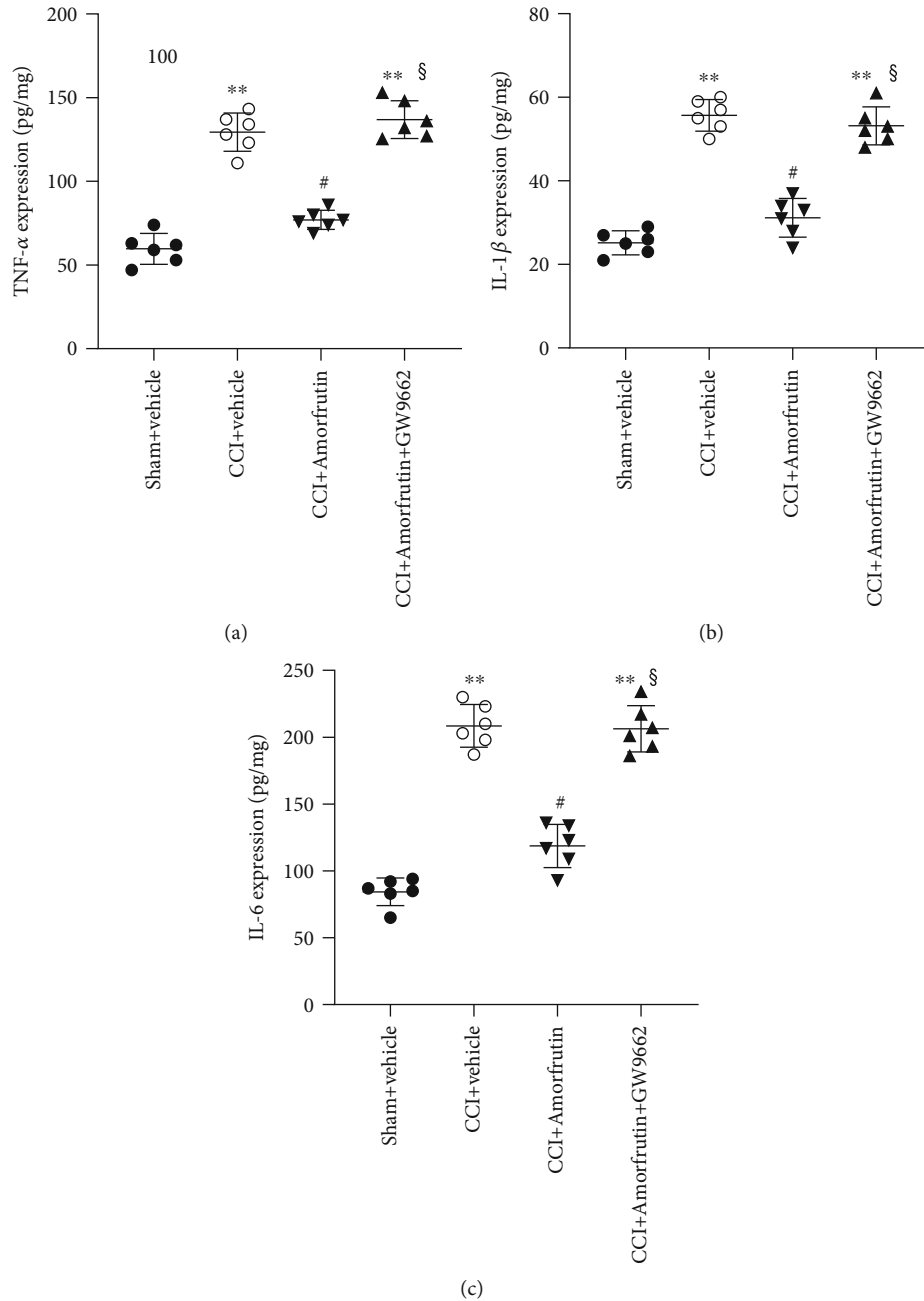 200
150
100
50
0
TNF-α expression (pg/mg)
100
**
#
** §
Sham+vehicle
CCI+vehicle
CCI+Amorfrutin
CCI+Amorfrutin+GW9662
(a)
80
60
40
20
0
IL-1β expression (pg/mg)
**
#
** §
Sham+vehicle
CCI+vehicle
CCI+Amorfrutin
CCI+Amorfrutin+GW9662
(b)
250
200
150
100
50
0
IL-6 expression (pg/mg)
**
#
** §
Sham+vehicle
CCI+vehicle
CCI+Amorfrutin
CCI+Amorfrutin+GW9662
(c)